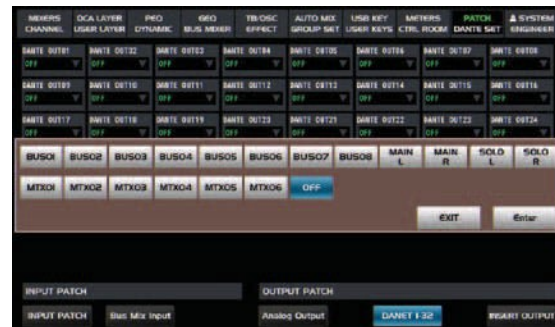 MIXERS DCA LAYER PEQ GEQ TB/OSC AUTO MIX USB KEY METERS PATCH SYSTEM
CHANNEL USER LAYER DYNAMIC BUS MIXER EFFECT GROUP SET USER KEYS CTRL ROOM DANTE SET ENGINEER
DANTE OUT01 DANTE OUT32 DANTE OUT03 DANTE OUT04 DANTE OUT05 DANTE OUT06 DANTE OUT07 DANTE OUT08
OFF OFF OFF OFF OFF OFF OFF OFF
DANTE OUT09 DANTE OUT10 DANTE OUT11 DANTE OUT12 DANTE OUT13 DANTE OUT14 DANTE OUT15 DANTE OUT16
OFF OFF OFF OFF OFF OFF OFF OFF
DANTE OUT17 DANTE OUT18 DANTE OUT19 DANTE OUT20 DANTE OUT21 DANTE OUT22 DANTE OUT23 DANTE OUT24
OFF OFF OFF OFF OFF OFF OFF OFF
BUS01 BUS02 BUS03 BUS04 BUS05 BUS06 BUS07 BUS08 MAIN L MAIN R SOLO L SOLO R
MTX01 MTX02 MTX03 MTX04 MTX05 MTX06 OFF
EXIT Enter
INPUT PATCH OUTPUT PATCH
INPUT PATCH Bus Mix Input Analog Output DANET 1-32 INSERT OUTPUT